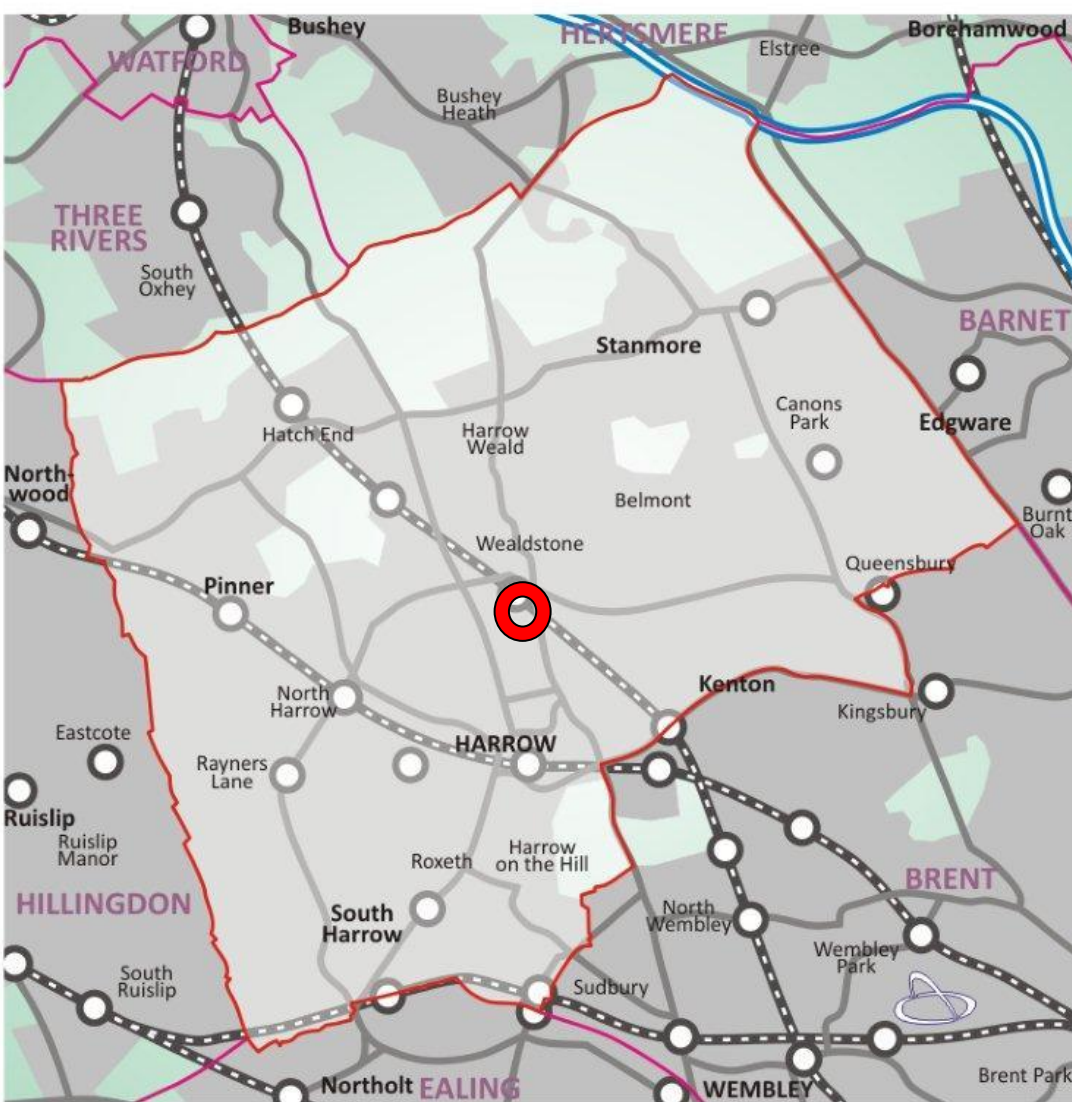 Bushey
HERTSMERE
Borehamwood
Elstree
WATFORD
Bushey
Heath
THREE
RIVERS
South
Oxhey
BARNET
Stanmore
Edgware
Canons
Park
Hatch End
Harrow
Weald
North-
wood
Belmont
Burnt
Oak
Wealdstone
Queensbury
Pinner
Kenton
North
Harrow
Kingsbury
Eastcote
HARROW
Rayners
Lane
Ruislip
Ruislip
Manor
Roxeth
Harrow
on the Hill
BRENT
HILLINGDON
South
Harrow
North
Wembley
Wembley
Park
South
Ruislip
Sudbury
Northolt
EALING
WEMBLEY
Brent Park